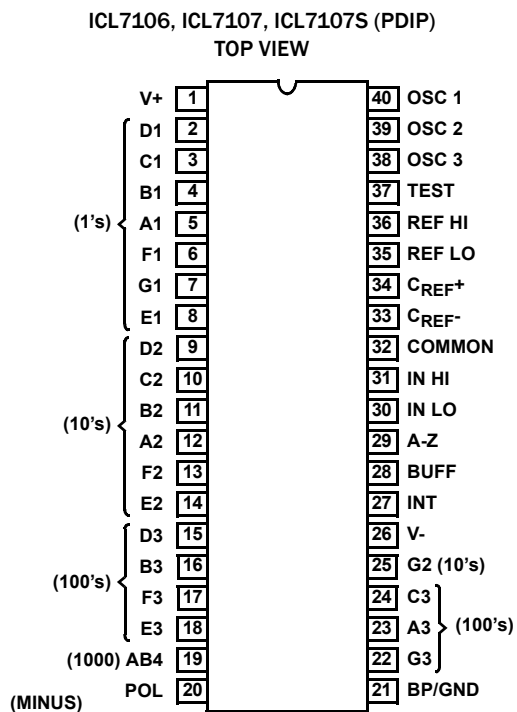 ICL7106, ICL7107, ICL7107S (PDIP)
TOP VIEW
V+ 1 40 OSC 1
D1 2 39 OSC 2
C1 3 38 OSC 3
B1 4 37 TEST
(1's) A1 5 36 REF HI
F1 6 35 REF LO
G1 7 34 CREF+
E1 8 33 CREF-
D2 9 32 COMMON
C2 10 31 IN HI
B2 11 30 IN LO
(10's)
A2 12 29 A-Z
F2 13 28 BUFF
E2 14 27 INT
D3 15 26 V-
B3 16 25 G2 (10's)
(100's)
F3 17 24 C3
E3 18 23 A3 (100's)
(1000) AB4 19 22 G3
(MINUS) POL 20 21 BP/GND